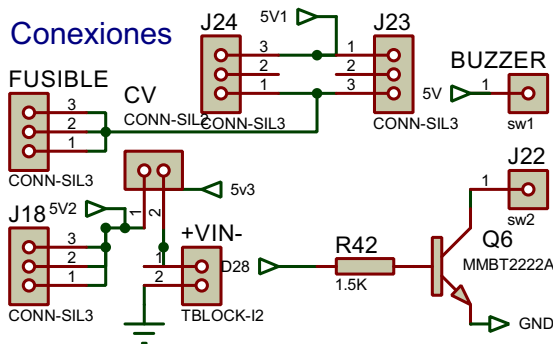 Conexiones
J24
5V1
J23
3
2
1
1
2
3
CONN-SIL3
CONN-SIL3
BUZZER
5V
1
sw1
FUSIBLE
3
2
1
CONN-SIL3
CV
CONN-SIL2
1
2
5v3
J22
1
sw2
J18
5V2
3
2
1
CONN-SIL3
+VIN-
1
2
TBLOCK-I2
D28
R42
1.5K
Q6
MMBT2222A
GND